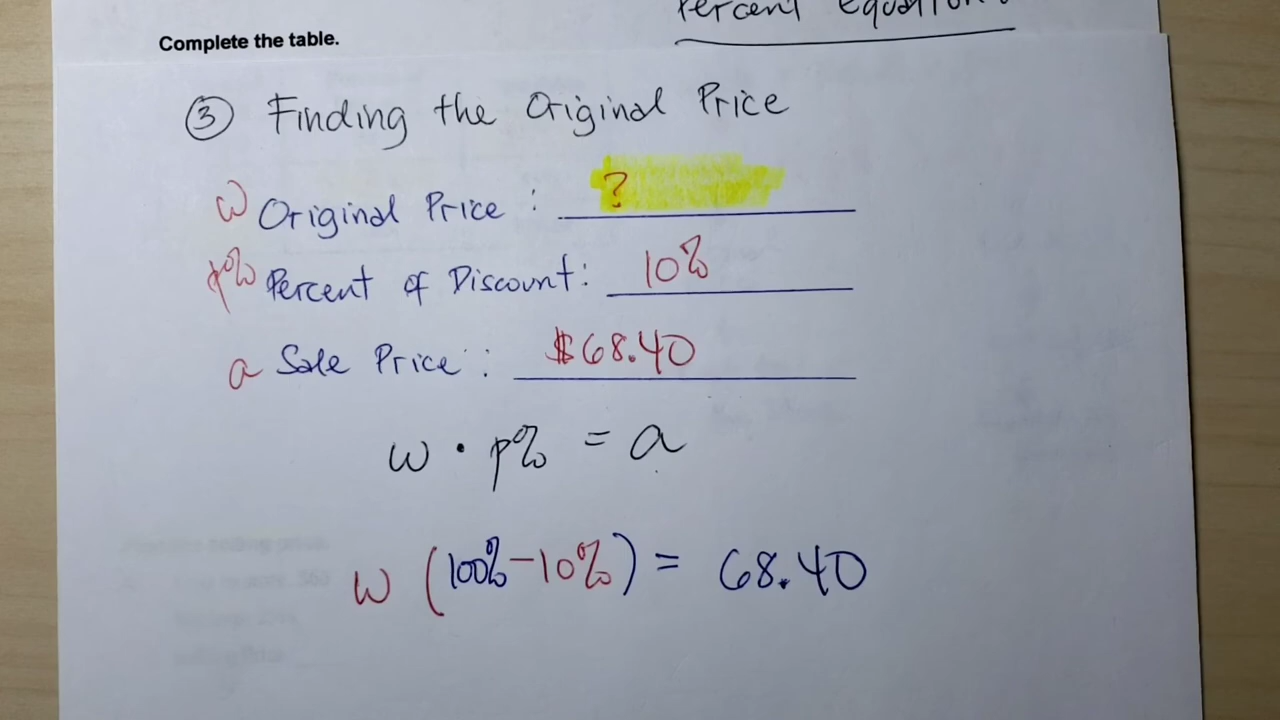 Percent equation.
Complete the table.
③ Finding the Original Price
w Original Price : ?
p% Percent of Discount: 10%
a Sale Price : $68.40
w · p% = a
w (100% - 10%) = 68.40